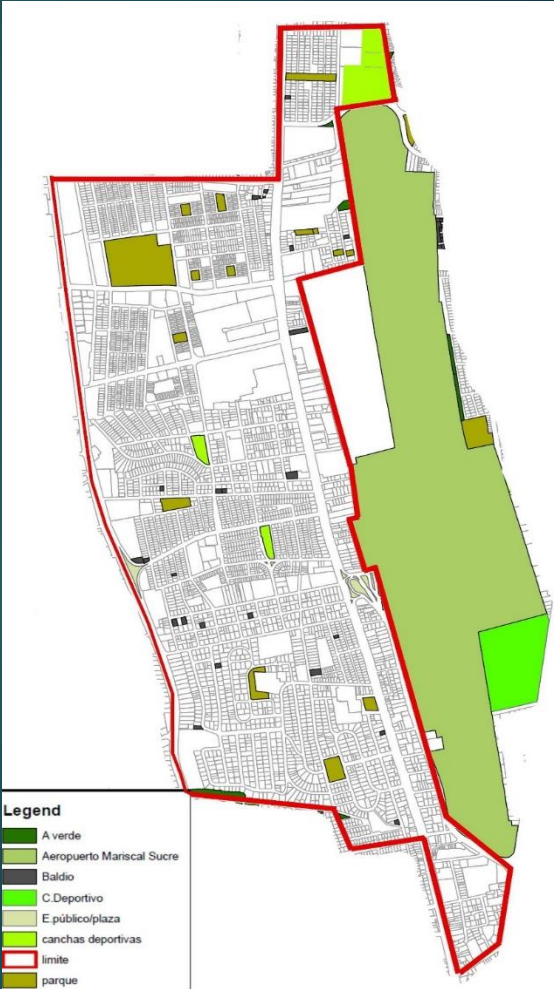 Legend
A verde
Aeropuerto Mariscal Sucre
Baldio
C.Deportivo
E.público/plaza
canchas deportivas
limite
parque